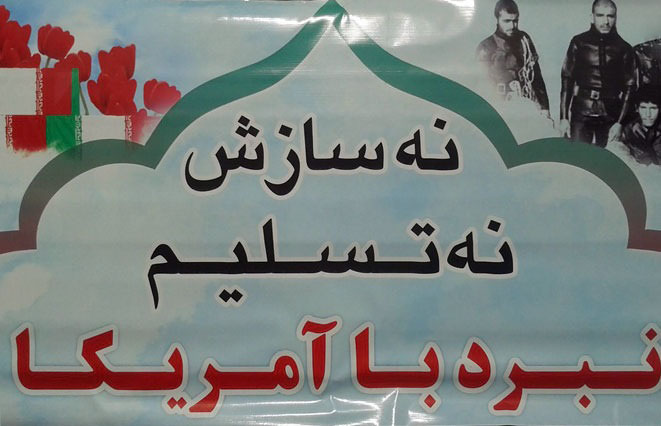 نه سازش
نه تسلیم
نبرد با آمریکا